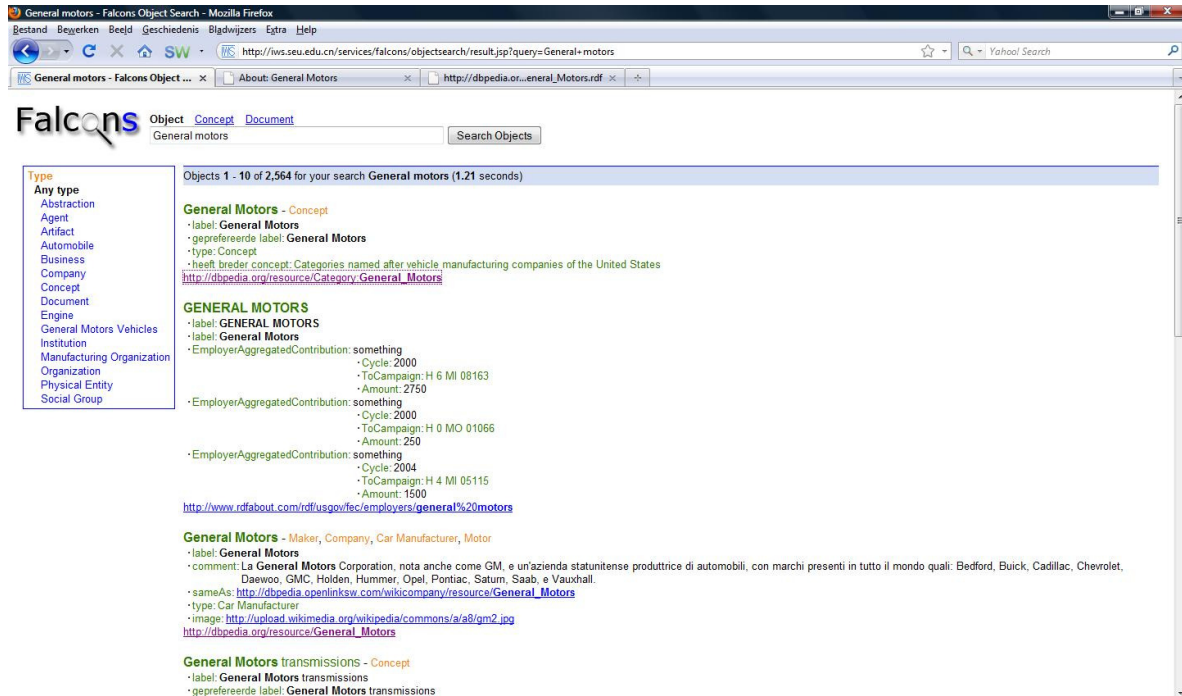 General motors - Falcons Object Search - Mozilla Firefox
Bestand Bewerken Beeld Geschiedenis Bladwijzers Extra Help
SW http://iws.seu.edu.cn/services/falcons/objectsearch/result.jsp?query=General+motors Yahoo! Search
General motors - Falcons Object ... About: General Motors http://dbpedia.or...eneral_Motors.rdf
Falcons
Object Concept Document
General motors Search Objects
Type
Any type
Abstraction
Agent
Artifact
Automobile
Business
Company
Concept
Document
Engine
General Motors Vehicles
Institution
Manufacturing Organization
Organization
Physical Entity
Social Group
Objects 1 - 10 of 2,564 for your search General motors (1.21 seconds)
General Motors - Concept
·label: General Motors
·geprefereerde label: General Motors
·type: Concept
·heeft breder concept: Categories named after vehicle manufacturing companies of the United States
http://dbpedia.org/resource/Category:General_Motors
GENERAL MOTORS
·label: GENERAL MOTORS
·label: General Motors
·EmployerAggregatedContribution: something
·Cycle: 2000
·ToCampaign: H 6 MI 08163
·Amount: 2750
·EmployerAggregatedContribution: something
·Cycle: 2000
·ToCampaign: H 0 MO 01066
·Amount: 250
·EmployerAggregatedContribution: something
·Cycle: 2004
·ToCampaign: H 4 MI 05115
·Amount: 1500
http://www.rdfabout.com/rdf/usgov/fec/employers/general%20motors
General Motors - Maker, Company, Car Manufacturer, Motor
·label: General Motors
·comment: La General Motors Corporation, nota anche come GM, e un'azienda statunitense produttrice di automobili, con marchi presenti in tutto il mondo quali: Bedford, Buick, Cadillac, Chevrolet,
Daewoo, GMC, Holden, Hummer, Opel, Pontiac, Saturn, Saab, e Vauxhall.
·sameAs: http://dbpedia.openlinksw.com/wikicompany/resource/General_Motors
·type: Car Manufacturer
·image: http://upload.wikimedia.org/wikipedia/commons/a/a8/gm2.jpg
http://dbpedia.org/resource/General_Motors
General Motors transmissions - Concept
·label: General Motors transmissions
·geprefereerde label: General Motors transmissions